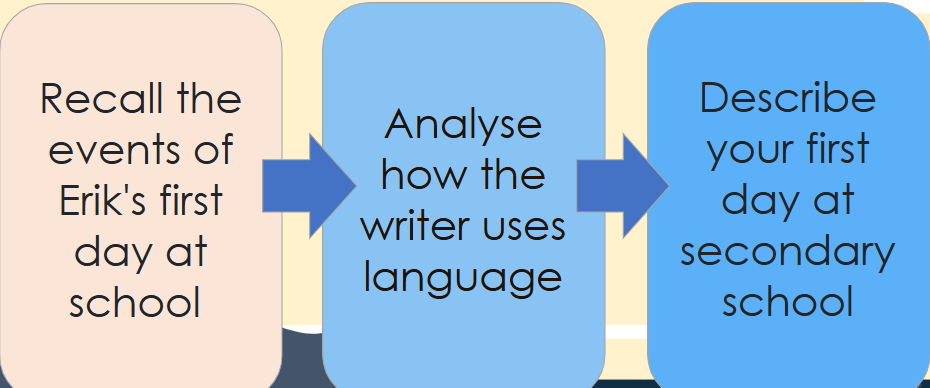 Recall the
events of
Erik's first
day at
school
Analyse
how the
writer uses
language
Describe
your first
day at
secondary
school